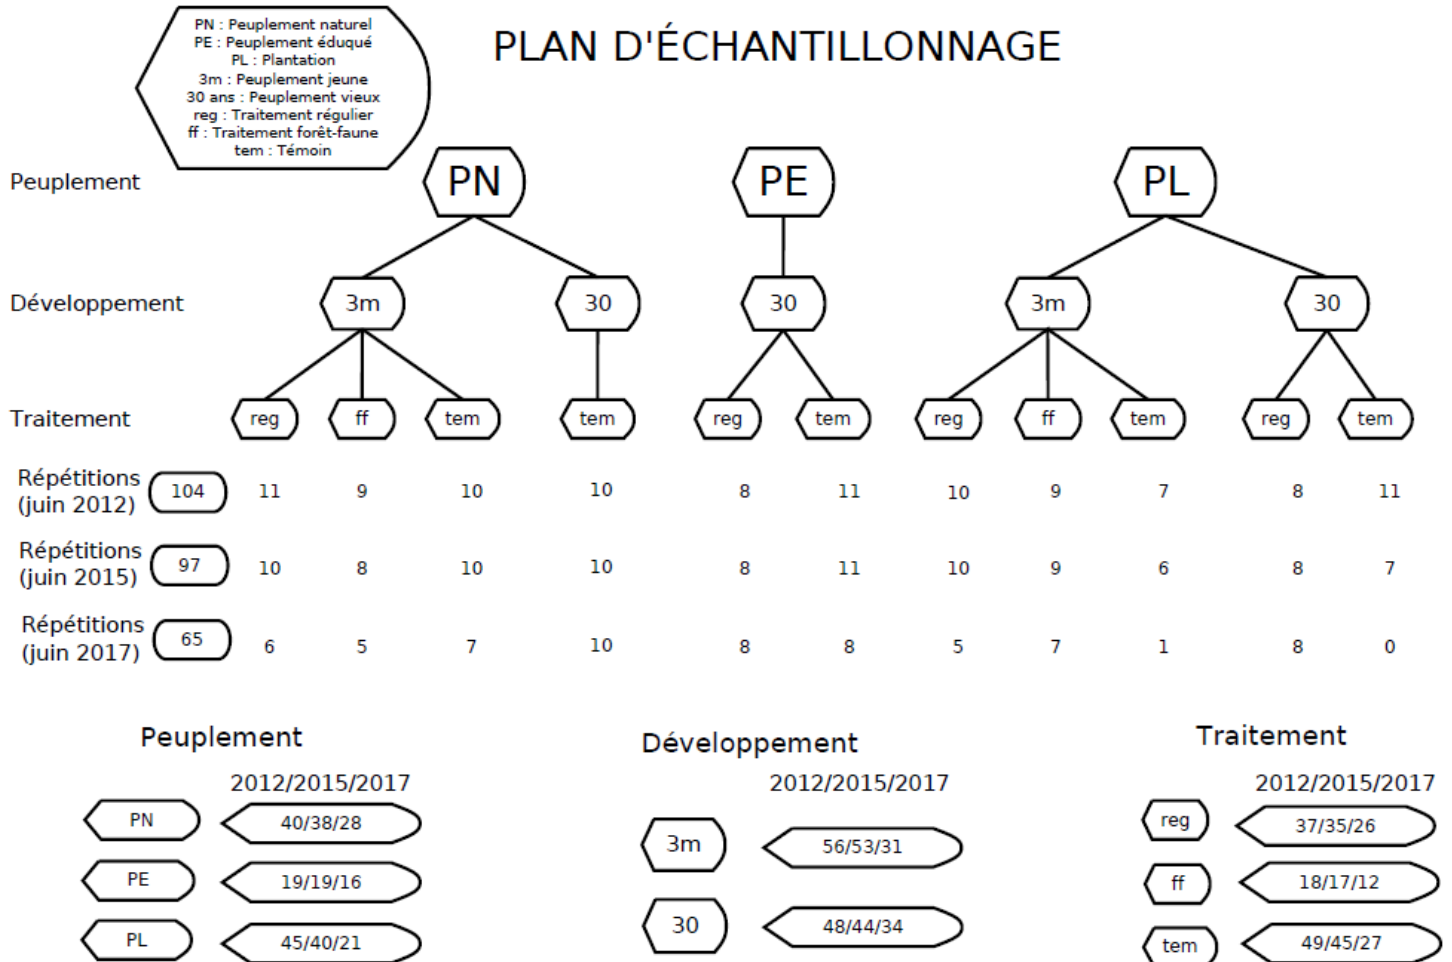 PN : Peuplement naturel
PE : Peuplement éduqué
PL : Plantation
3m : Peuplement jeune
30 ans : Peuplement vieux
reg : Traitement régulier
ff : Traitement forêt-faune
tem : Témoin
PLAN D'ÉCHANTILLONNAGE
Peuplement PN PE PL
Développement 3m 30 30 3m 30
Traitement reg ff tem tem reg tem reg ff tem reg tem
Répétitions
(juin 2012) 104 11 9 10 10 8 11 10 9 7 8 11
Répétitions
(juin 2015) 97 10 8 10 10 8 11 10 9 6 8 7
Répétitions
(juin 2017) 65 6 5 7 10 8 8 5 7 1 8 0
Peuplement
2012/2015/2017
PN 40/38/28
PE 19/19/16
PL 45/40/21
Développement
2012/2015/2017
3m 56/53/31
30 48/44/34
Traitement
2012/2015/2017
reg 37/35/26
ff 18/17/12
tem 49/45/27